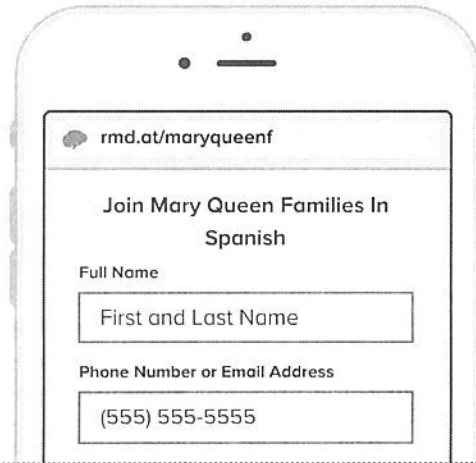 rmd.at/maryqueenf
Join Mary Queen Families In
Spanish
Full Name
First and Last Name
Phone Number or Email Address
(555) 555-5555